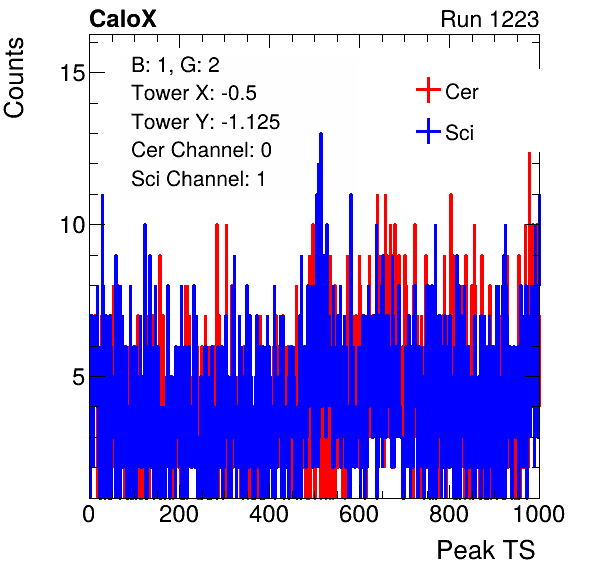 CaloX Run 1223
Counts
15
10
5
B: 1, G: 2
Tower X: -0.5
Tower Y: -1.125
Cer Channel: 0
Sci Channel: 1
Cer
Sci
0 200 400 600 800 1000
Peak TS